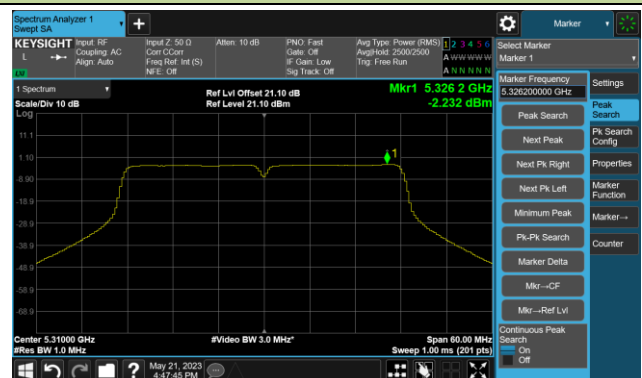 Spectrum Analyzer 1
Swept SA
Marker
KEYSIGHT
L
Input: RF
Coupling: AC
Align: Auto
Input Z: 50 Ω
Corr CCorr
Freq Ref: Int (S)
NFE: Off
Atten: 10 dB
PNO: Fast
Gate: Off
IF Gain: Low
Sig Track: Off
Avg Type: Power (RMS)
Avg|Hold: 2500/2500
Trig: Free Run
1 2 3 4 5 6
A W W W W W
A N N N N N
Select Marker
Marker 1
1 Spectrum
Scale/Div 10 dB
Log
Ref Lvl Offset 21.10 dB
Ref Level 21.10 dBm
Mkr1 5.326 2 GHz
-2.232 dBm
11.1
1.10
-8.90
-18.9
-28.9
-38.9
-48.9
-58.9
-68.9
1
Center 5.31000 GHz
#Res BW 1.0 MHz
#Video BW 3.0 MHz*
Span 60.00 MHz
Sweep 1.00 ms (201 pts)
Marker Frequency
5.326200000 GHz
Peak Search
Next Peak
Next Pk Right
Next Pk Left
Minimum Peak
Pk-Pk Search
Marker Delta
Mkr→CF
Mkr→Ref Lvl
Continuous Peak
Search
On
Off
Settings
Peak
Search
Pk Search
Config
Properties
Marker
Function
Marker→
Counter
May 21, 2023
4:47:45 PM